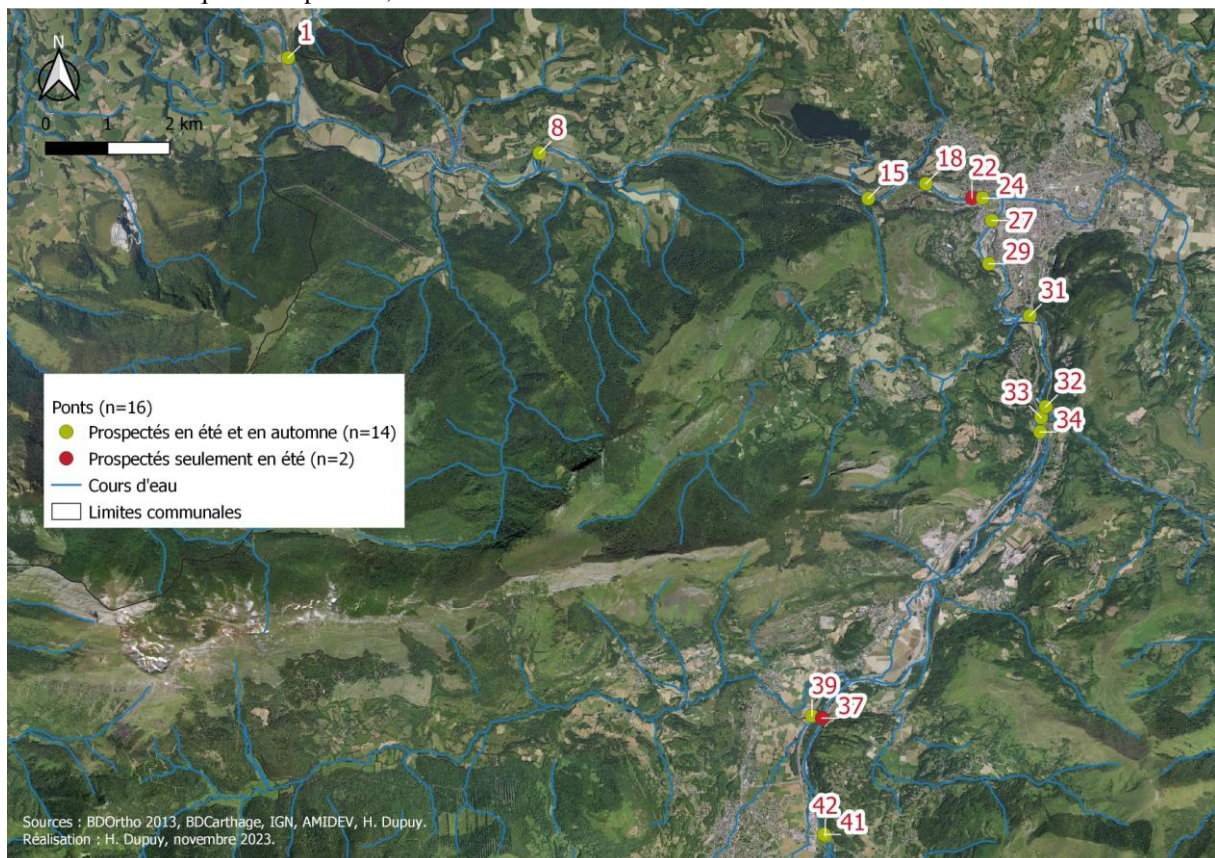 N
0 1 2 km
1
8
15
18
22
24
27
29
31
32
33
34
39
37
42
41
Ponts (n=16)
Prospectés en été et en automne (n=14)
Prospectés seulement en été (n=2)
Cours d'eau
Limites communales
Sources : BDOrtho 2013, BDCarthage, IGN, AMIDEV, H. Dupuy.
Réalisation : H. Dupuy, novembre 2023.